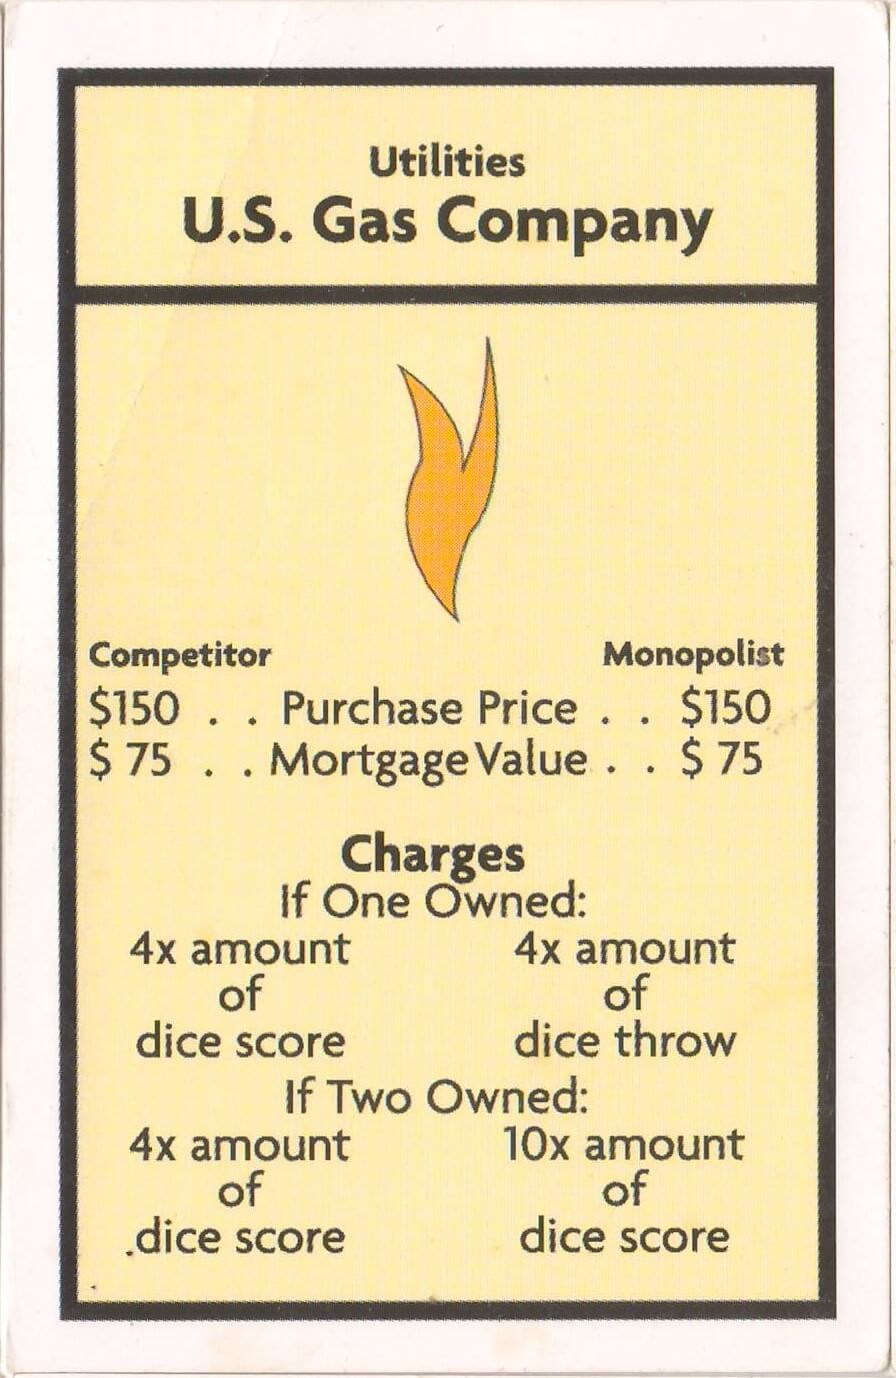 Utilities
U.S. Gas Company
Competitor Monopolist
$150 . . Purchase Price . . $150
$ 75 . . Mortgage Value . . $ 75
Charges
If One Owned:
4x amount 4x amount
of of
dice score dice throw
If Two Owned:
4x amount 10x amount
of of
.dice score dice score